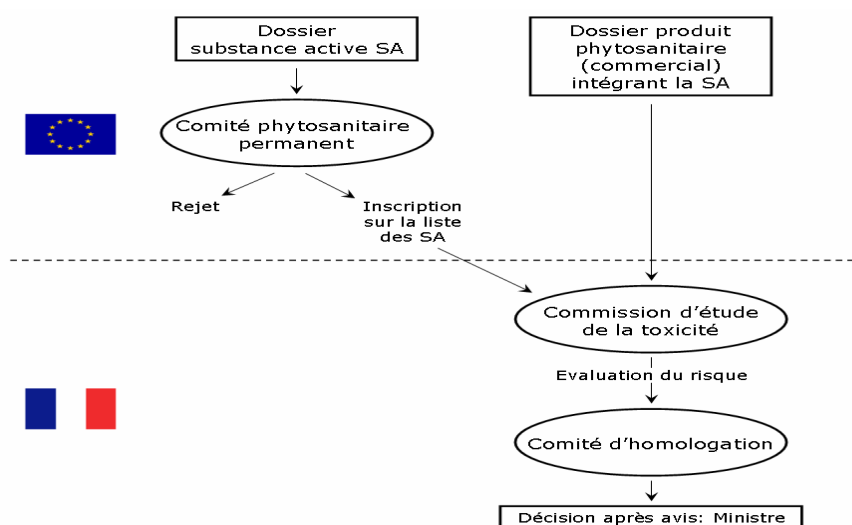 Dossier
substance active SA
Dossier produit
phytosanitaire
(commercial)
intégrant la SA
Comité phytosanitaire
permanent
Rejet
Inscription
sur la liste
des SA
Commission d'étude
de la toxicité
Evaluation du risque
Comité d'homologation
Décision après avis: Ministre